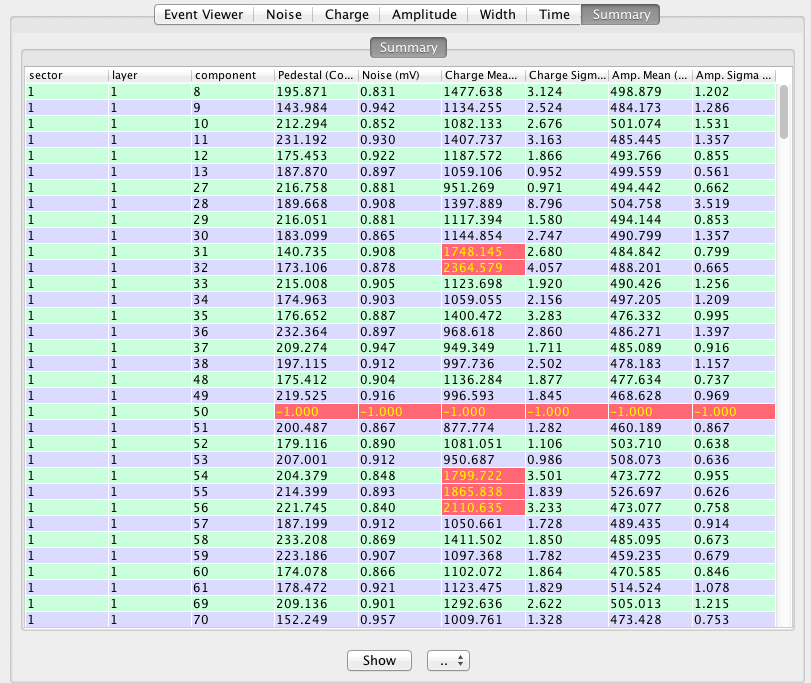 Event Viewer Noise Charge Amplitude Width Time Summary
Summary
sector layer component Pedestal (Co... Noise (mV) Charge Mea... Charge Sigm... Amp. Mean (... Amp. Sigma ...
1 1 8 195.871 0.831 1477.638 3.124 498.879 1.202
1 1 9 143.984 0.942 1134.255 2.524 484.173 1.286
1 1 10 212.294 0.852 1082.133 2.676 501.074 1.531
1 1 11 231.192 0.930 1407.737 3.163 485.445 1.357
1 1 12 175.453 0.922 1187.572 1.866 493.766 0.855
1 1 13 187.870 0.897 1059.106 0.952 499.559 0.561
1 1 27 216.758 0.881 951.269 0.971 494.442 0.662
1 1 28 189.668 0.908 1397.889 8.796 504.758 3.519
1 1 29 216.051 0.881 1117.394 1.580 494.144 0.853
1 1 30 183.099 0.865 1144.854 2.747 490.799 1.357
1 1 31 140.735 0.908 1748.145 2.680 484.842 0.799
1 1 32 173.106 0.878 2364.579 4.057 488.201 0.665
1 1 33 215.008 0.905 1123.698 1.920 490.426 1.256
1 1 34 174.963 0.903 1059.055 2.156 497.205 1.209
1 1 35 176.652 0.887 1400.472 3.283 476.332 0.995
1 1 36 232.364 0.897 968.618 2.860 486.271 1.397
1 1 37 209.274 0.947 949.349 1.711 485.089 0.916
1 1 38 197.115 0.912 997.736 2.502 478.183 1.157
1 1 48 175.412 0.904 1136.284 1.877 477.634 0.737
1 1 49 219.525 0.916 996.593 1.845 468.628 0.969
1 1 50 -1.000 -1.000 -1.000 -1.000 -1.000 -1.000
1 1 51 200.487 0.867 877.774 1.282 460.189 0.867
1 1 52 179.116 0.890 1081.051 1.106 503.710 0.638
1 1 53 207.001 0.912 950.687 0.986 508.073 0.636
1 1 54 204.379 0.848 1799.722 3.501 473.772 0.955
1 1 55 214.399 0.893 1865.838 1.839 526.697 0.626
1 1 56 221.745 0.840 2110.635 3.233 473.077 0.758
1 1 57 187.199 0.912 1050.661 1.728 489.435 0.914
1 1 58 233.208 0.869 1411.502 1.850 485.095 0.673
1 1 59 223.186 0.907 1097.368 1.782 459.235 0.679
1 1 60 174.078 0.866 1102.072 1.864 470.585 0.846
1 1 61 178.472 0.921 1123.475 1.829 514.524 1.078
1 1 69 209.136 0.901 1292.636 2.622 505.013 1.215
1 1 70 152.249 0.957 1009.761 1.328 473.428 0.753
Show ..